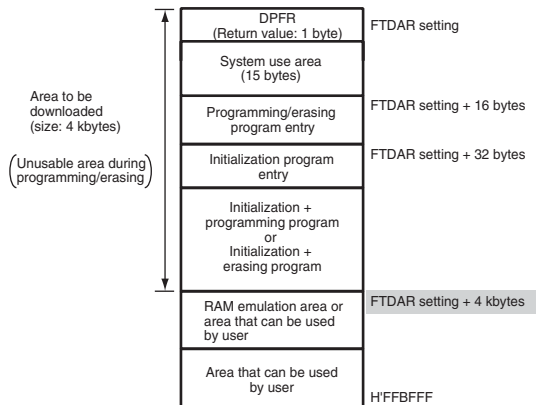 DPFR
(Return value: 1 byte)
FTDAR setting
System use area
(15 bytes)
Area to be
downloaded
(size: 4 kbytes)
(Unusable area during
programming/erasing)
Programming/erasing
program entry
FTDAR setting + 16 bytes
Initialization program
entry
FTDAR setting + 32 bytes
Initialization +
programming program
or
Initialization +
erasing program
RAM emulation area or
area that can be used
by user
FTDAR setting + 4 kbytes
Area that can be used
by user
H'FFBFFF